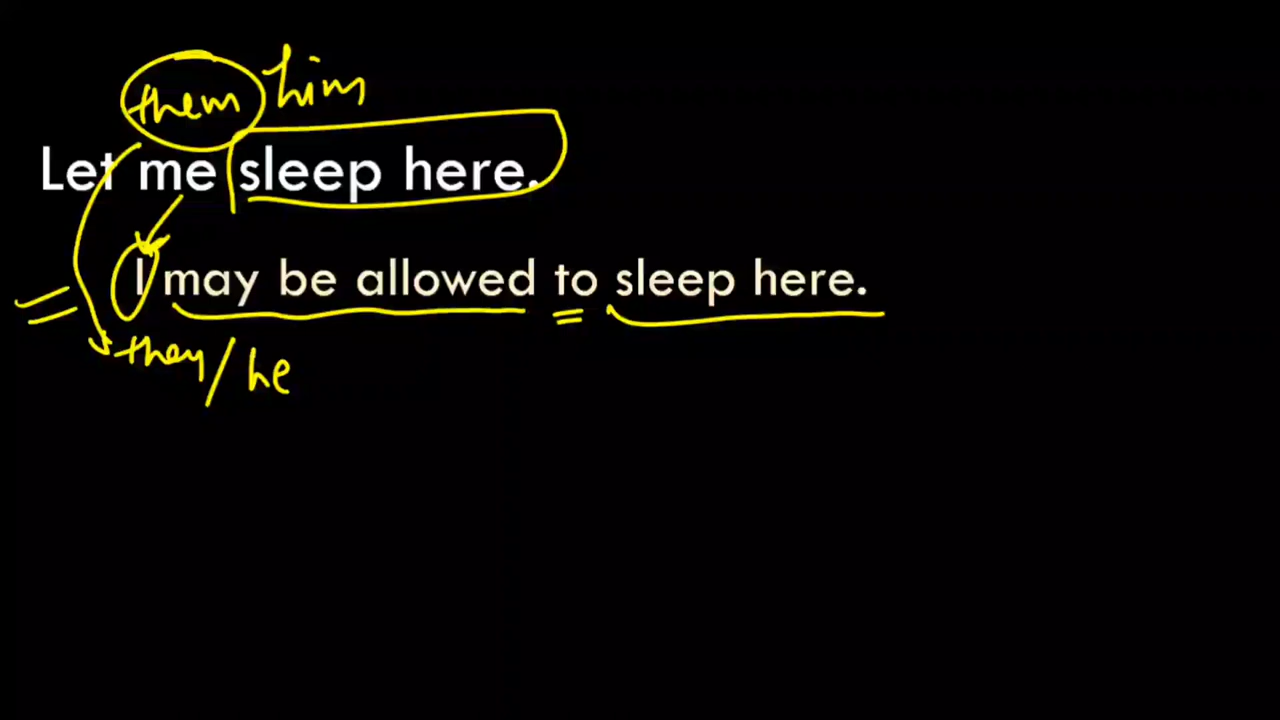 them him
Let me sleep here.
I may be allowed to sleep here.
they/he